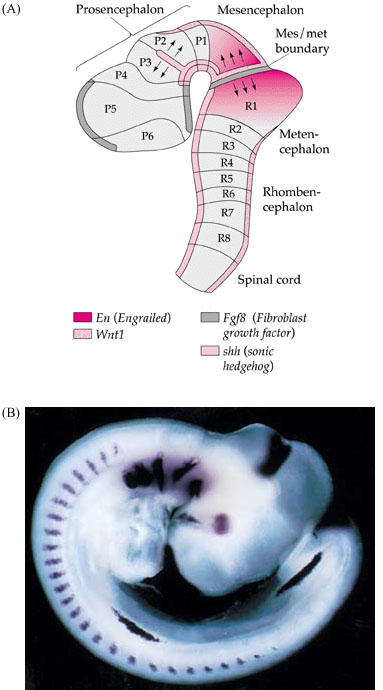 (A)
Prosencephalon
Mesencephalon
Mes/met
boundary
P2
P1
P3
P4
P5
P6
R1
R2
R3
R4
R5
R6
R7
R8
Meten-
cephalon
Rhomben-
cephalon
Spinal cord
En (Engrailed)
Wnt1
Fgf8 (Fibroblast
growth factor)
shh (sonic
hedgehog)
(B)